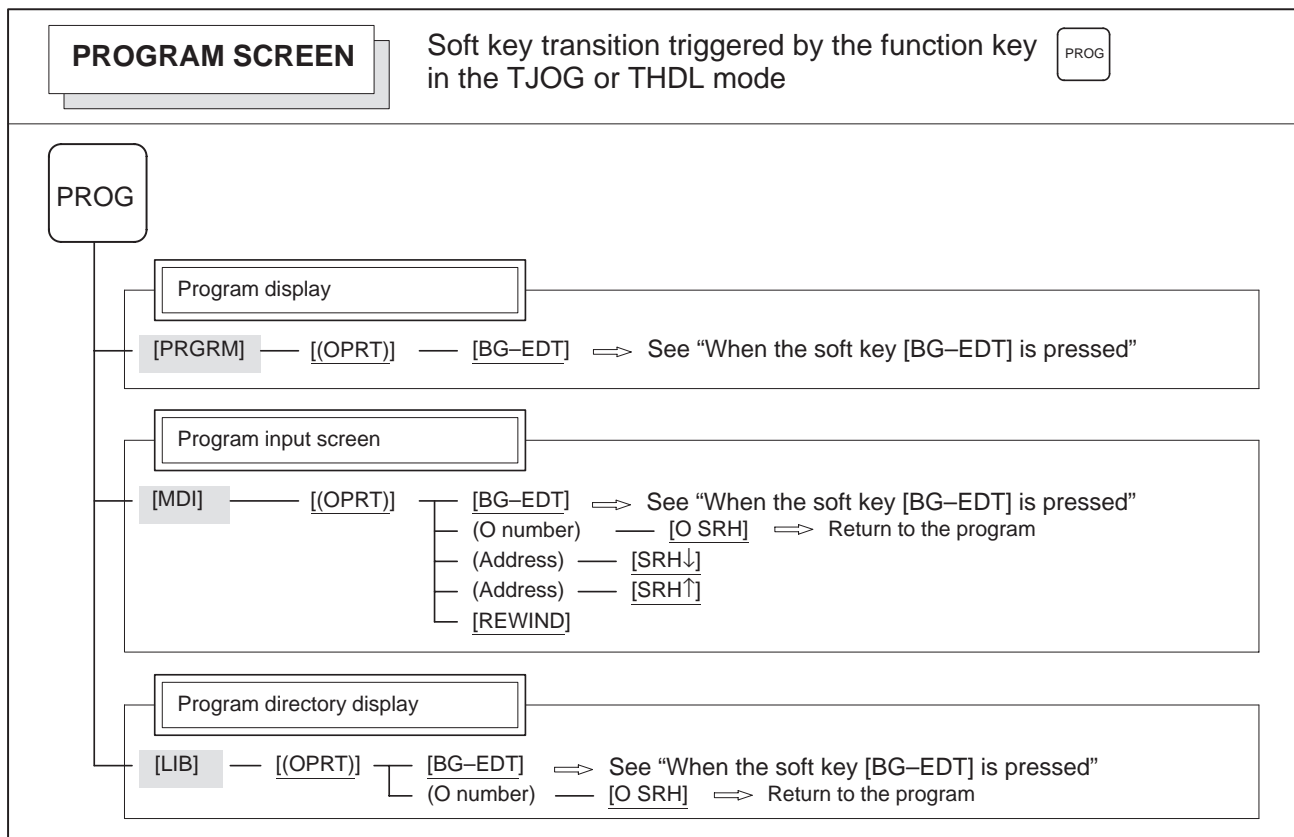 PROGRAM SCREEN
Soft key transition triggered by the function key PROG
in the TJOG or THDL mode
PROG
Program display
[PRGRM] [(OPRT)] [BG–EDT] ⇒ See “When the soft key [BG–EDT] is pressed”
Program input screen
[MDI] [(OPRT)] [BG–EDT] ⇒ See “When the soft key [BG–EDT] is pressed”
(O number) [O SRH] ⇒ Return to the program
(Address) [SRH↓]
(Address) [SRH↑]
[REWIND]
Program directory display
[LIB] [(OPRT)] [BG–EDT] ⇒ See “When the soft key [BG–EDT] is pressed”
(O number) [O SRH] ⇒ Return to the program